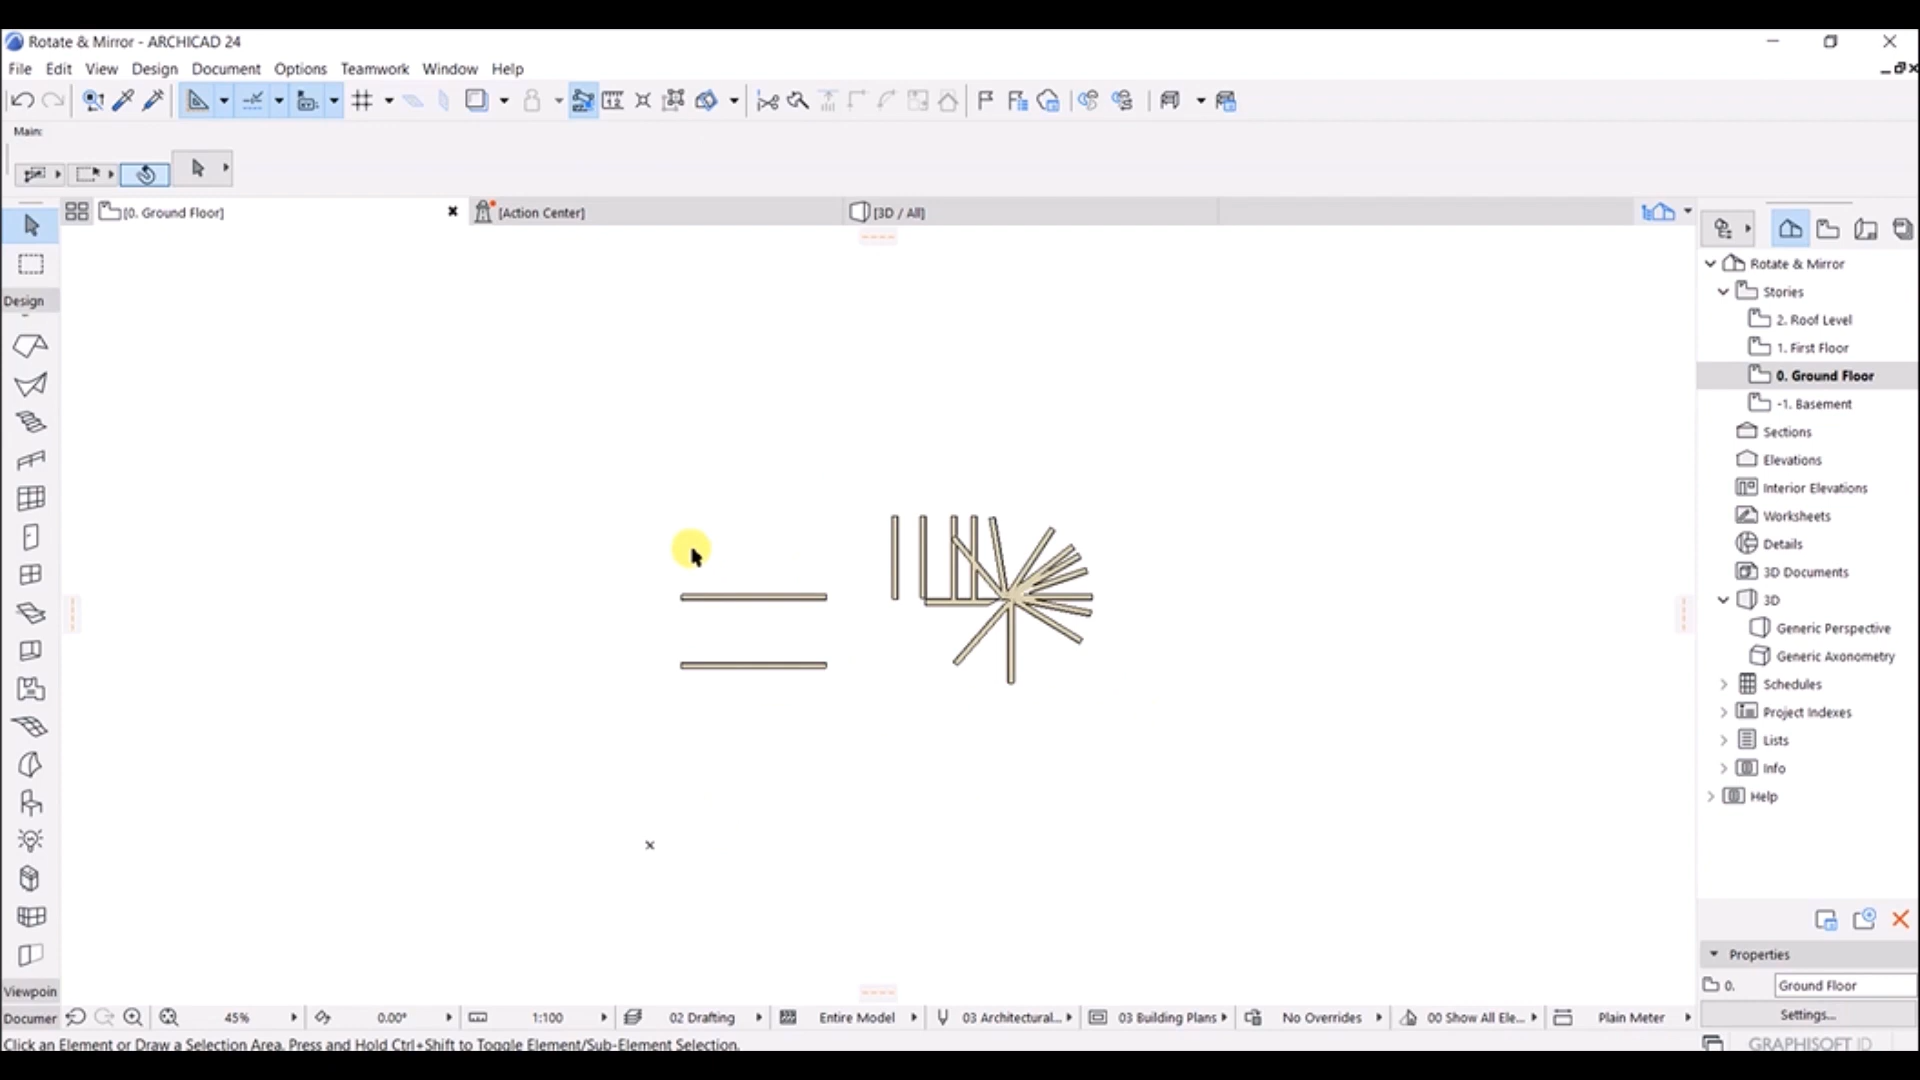 Rotate & Mirror - ARCHICAD 24
File Edit View Design Document Options Teamwork Window Help
Main:
[0. Ground Floor] [Action Center] [3D / All]
Design
Rotate & Mirror
Stories
2. Roof Level
1. First Floor
0. Ground Floor
-1. Basement
Sections
Elevations
Interior Elevations
Worksheets
Details
3D Documents
3D
Generic Perspective
Generic Axonometry
Schedules
Project Indexes
Lists
Info
Help
Properties
0. Ground Floor
Settings...
Viewpoin
Documer
45% 0.00° 1:100 02 Drafting Entire Model 03 Architectural... 03 Building Plans No Overrides 00 Show All Ele... Plain Meter
Click an Element or Draw a Selection Area. Press and Hold Ctrl+Shift to Toggle Element/Sub-Element Selection.
GRAPHISOFT ID